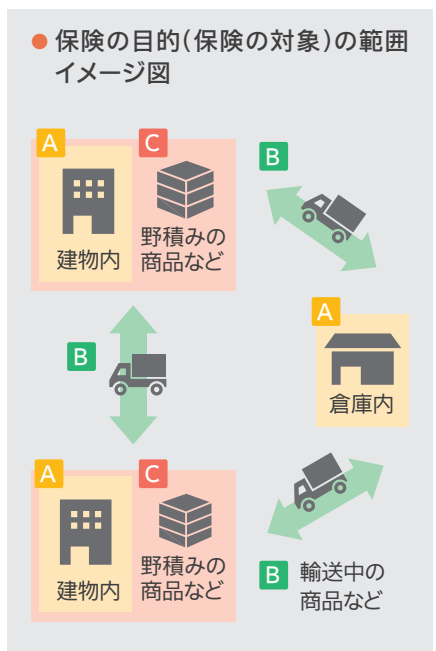 ● 保険の目的(保険の対象)の範囲
イメージ図
A
建物内
C
野積みの
商品など
B
A
倉庫内
B
A
建物内
C
野積みの
商品など
B 輸送中の
商品など